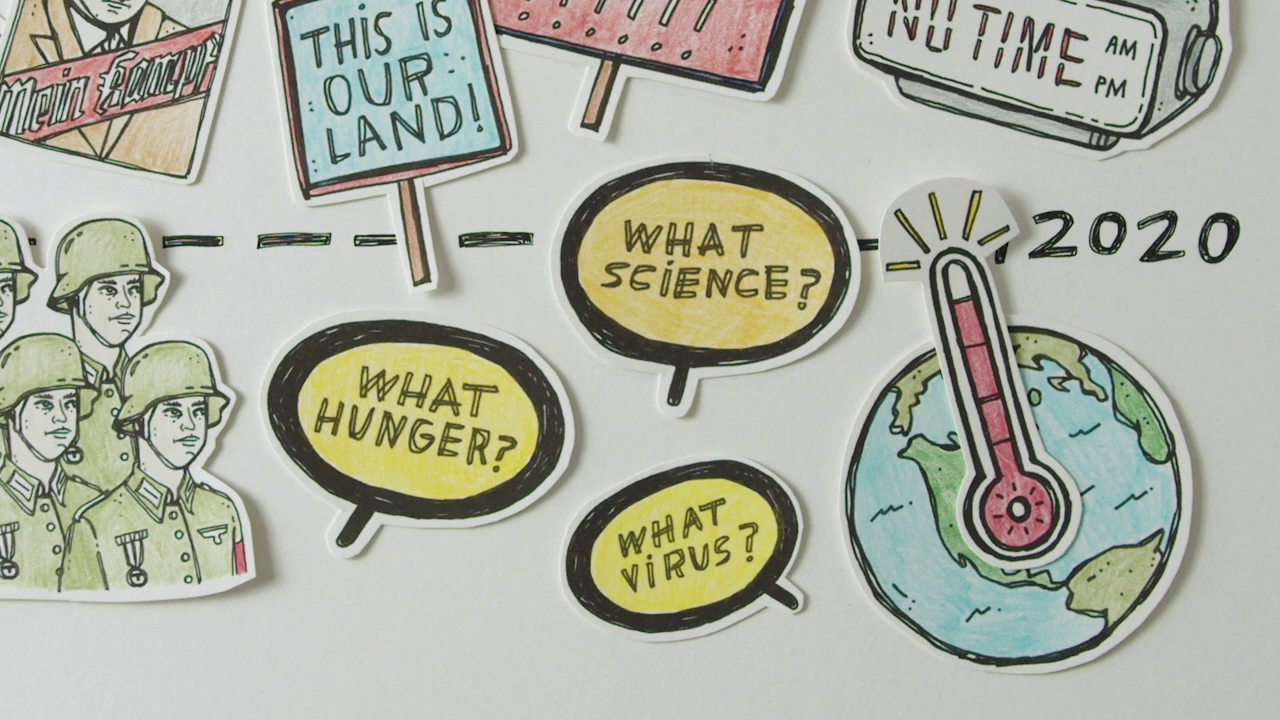 Mein Kampf
THIS IS
OUR
LAND!
NO TIME
AM
PM
2020
WHAT
SCIENCE?
WHAT
HUNGER?
WHAT
VIRUS?